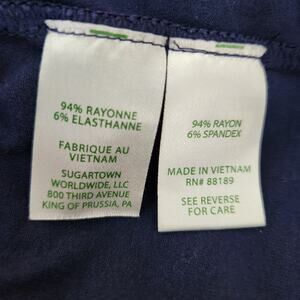 94% RAYONNE
6% ELASTHANNE
FABRIQUE AU
VIETNAM
SUGARTOWN
WORLDWIDE, LLC
800 THIRD AVENUE
KING OF PRUSSIA, PA
94% RAYON
6% SPANDEX
MADE IN VIETNAM
RN# 88189
SEE REVERSE
FOR CARE